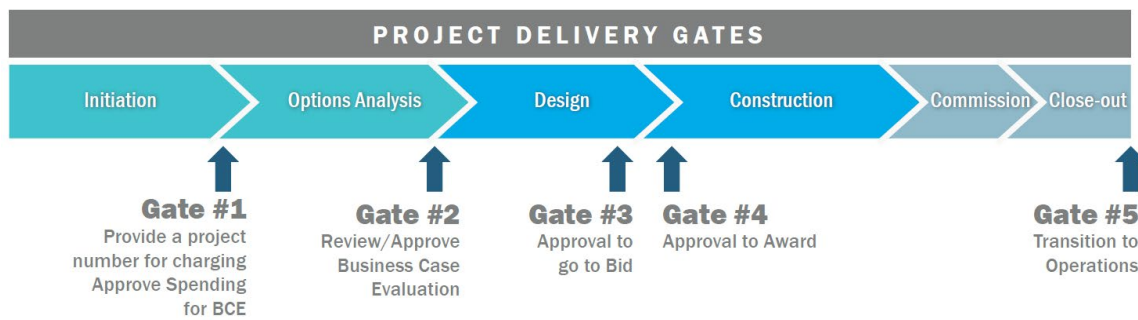 PROJECT DELIVERY GATES
Initiation
Options Analysis
Design
Construction
Commission
Close-out
Gate #1
Provide a project
number for charging
Approve Spending
for BCE
Gate #2
Review/Approve
Business Case
Evaluation
Gate #3
Approval to
go to Bid
Gate #4
Approval to Award
Gate #5
Transition to
Operations